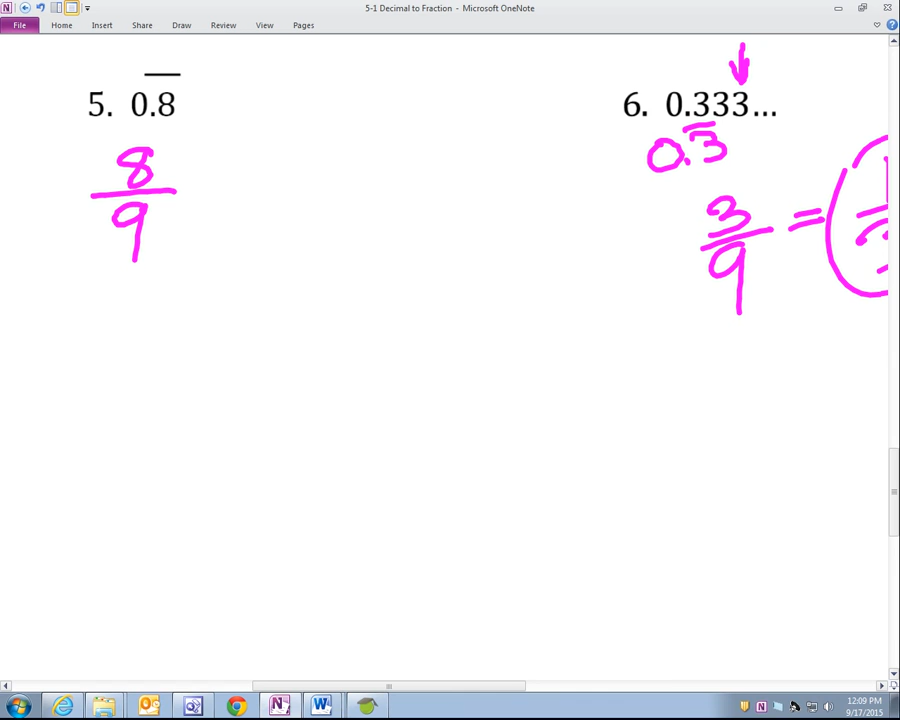 5-1 Decimal to Fraction - Microsoft OneNote
File Home Insert Share Draw Review View Pages
5. 0.8̅ 6. 0.333...
0.3̅
8/9 3/9 =
12:09 PM
9/17/2015